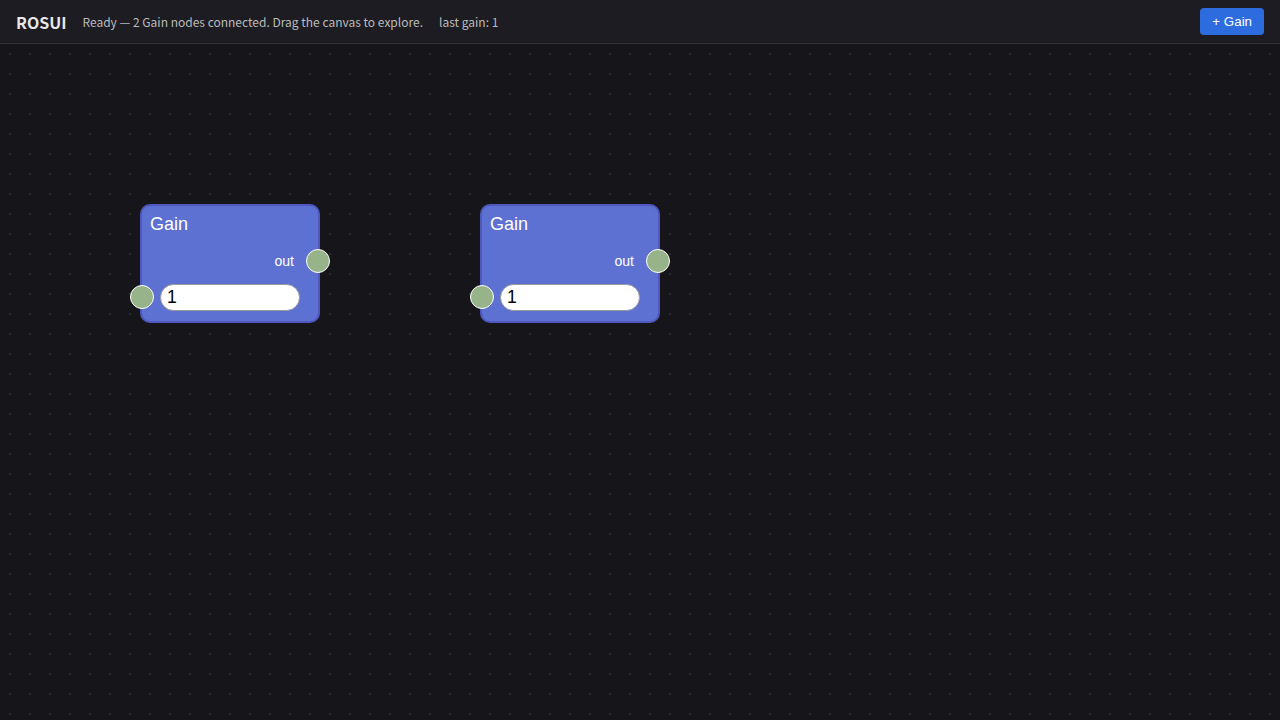 ROSUI Ready — 2 Gain nodes connected. Drag the canvas to explore. last gain: 1 + Gain
Gain
out
1
Gain
out
1